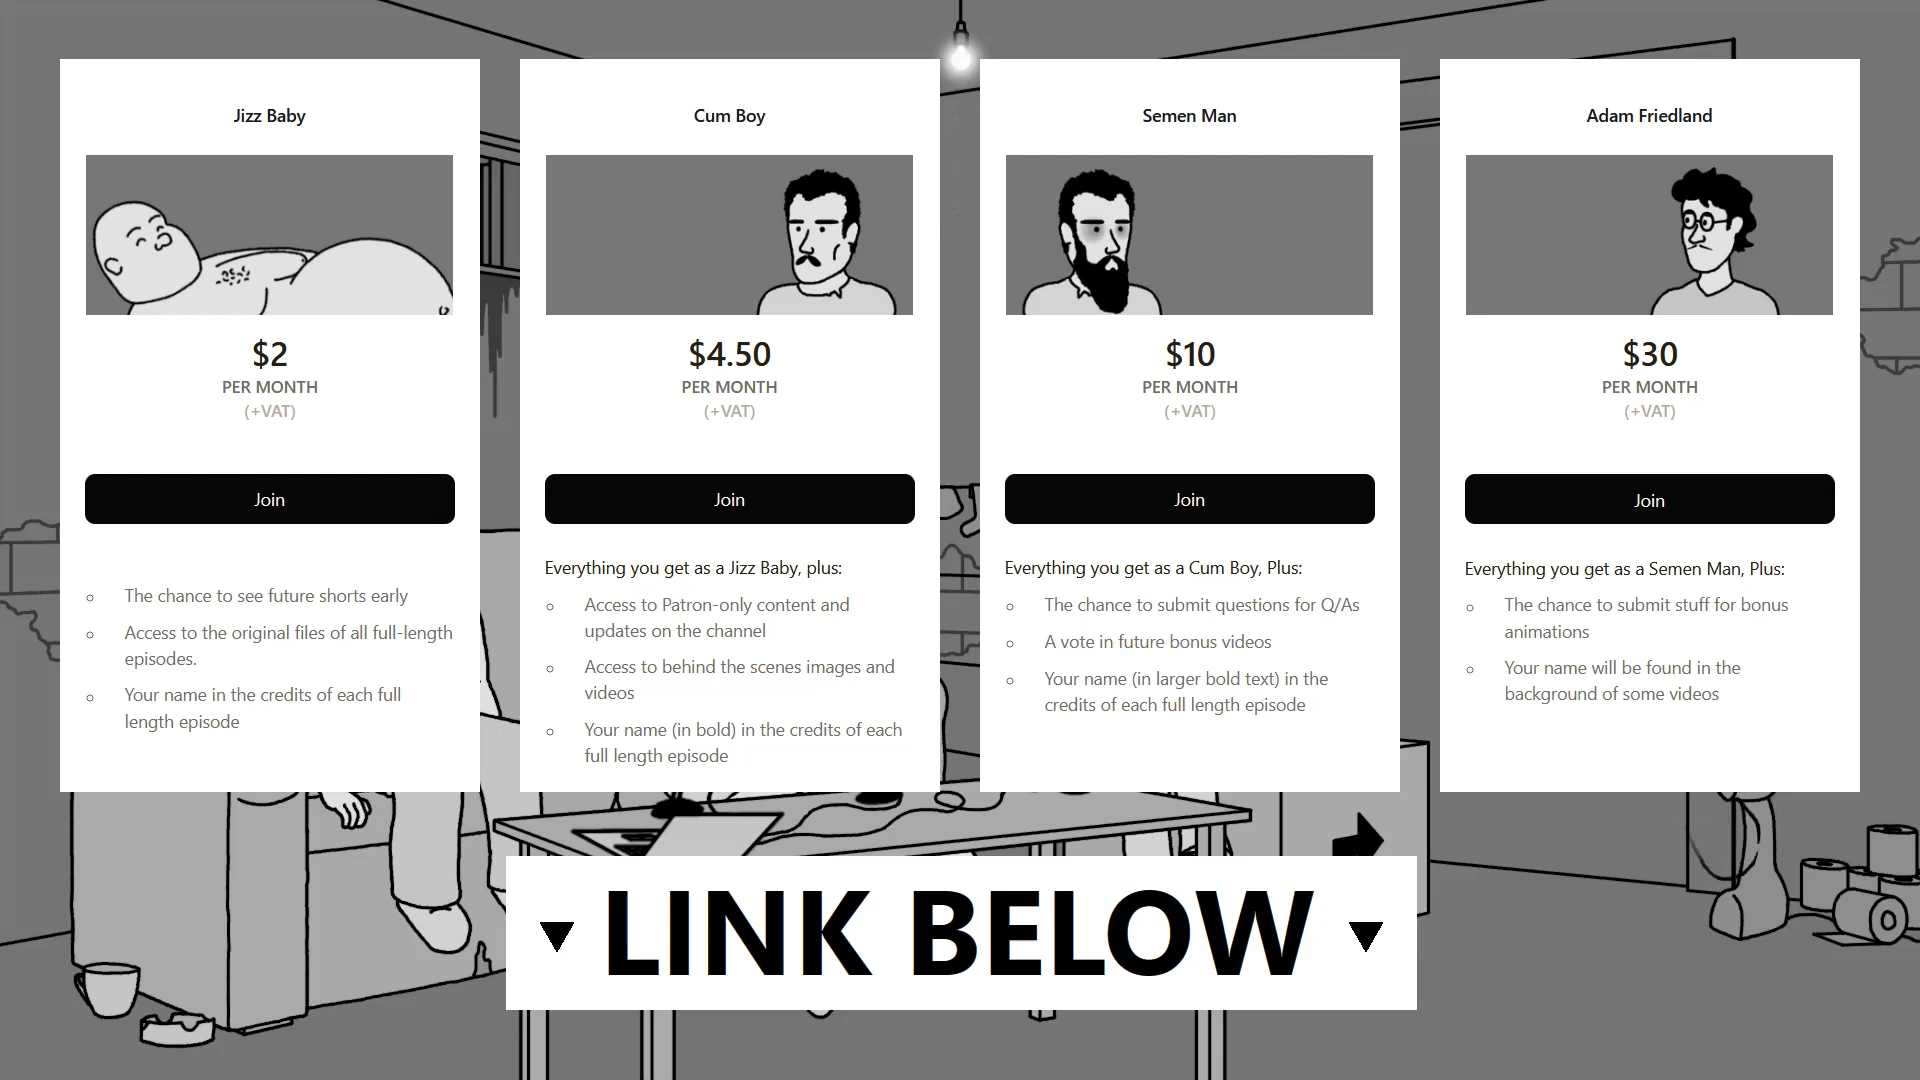 Jizz Baby
$2
PER MONTH
(+VAT)
Join
○ The chance to see future shorts early
○ Access to the original files of all full-length
episodes.
○ Your name in the credits of each full
length episode
Cum Boy
$4.50
PER MONTH
(+VAT)
Join
Everything you get as a Jizz Baby, plus:
○ Access to Patron-only content and
updates on the channel
○ Access to behind the scenes images and
videos
○ Your name (in bold) in the credits of each
full length episode
Semen Man
$10
PER MONTH
(+VAT)
Join
Everything you get as a Cum Boy, Plus:
○ The chance to submit questions for Q/As
○ A vote in future bonus videos
○ Your name (in larger bold text) in the
credits of each full length episode
Adam Friedland
$30
PER MONTH
(+VAT)
Join
Everything you get as a Semen Man, Plus:
○ The chance to submit stuff for bonus
animations
○ Your name will be found in the
background of some videos
▼ LINK BELOW ▼